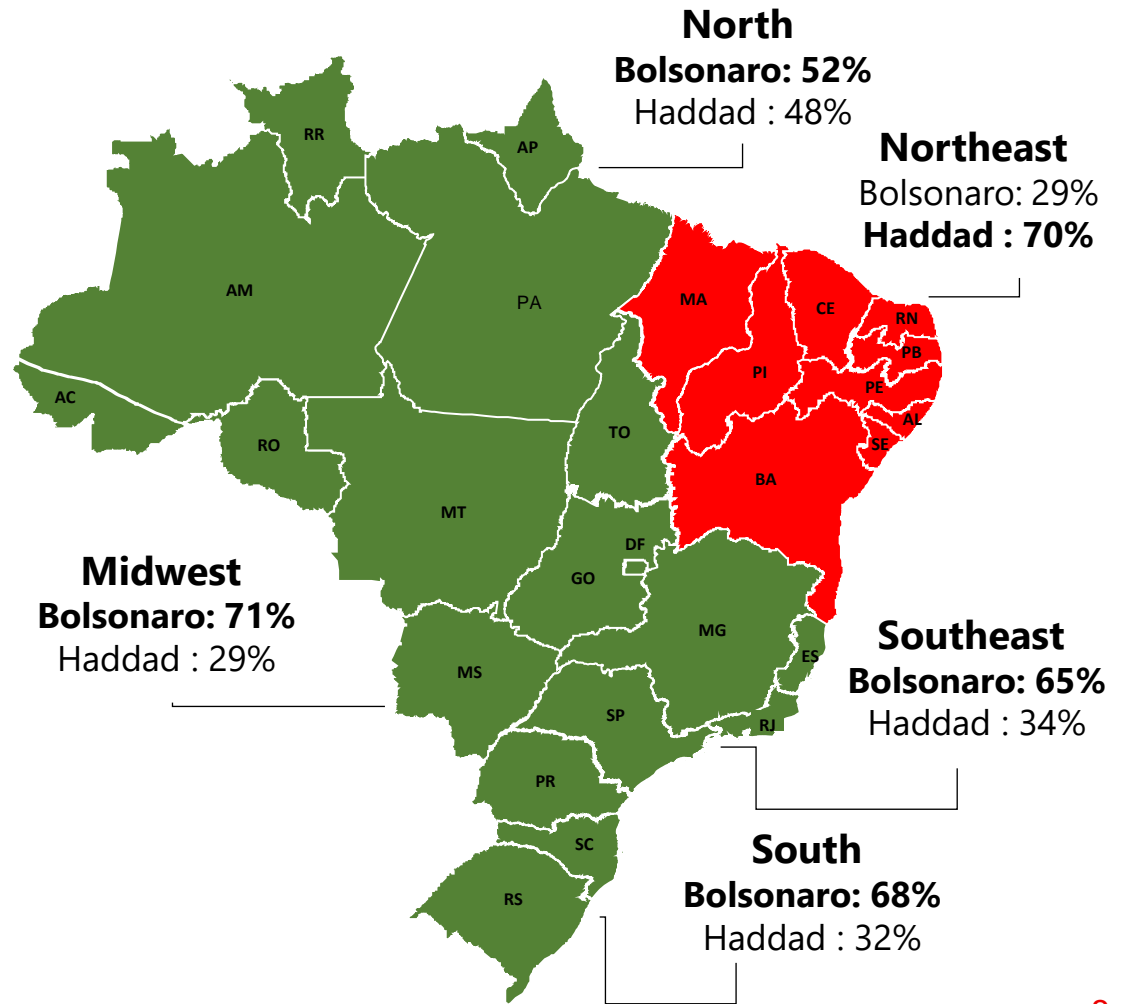 North
Bolsonaro: 52%
Haddad : 48%
Northeast
Bolsonaro: 29%
Haddad : 70%
RR
AP
AM
PA
MA
CE
RN
PB
PI
PE
AL
SE
AC
RO
TO
BA
MT
DF
GO
Midwest
Bolsonaro: 71%
Haddad : 29%
MG
ES
MS
SP
RJ
Southeast
Bolsonaro: 65%
Haddad : 34%
PR
SC
RS
South
Bolsonaro: 68%
Haddad : 32%